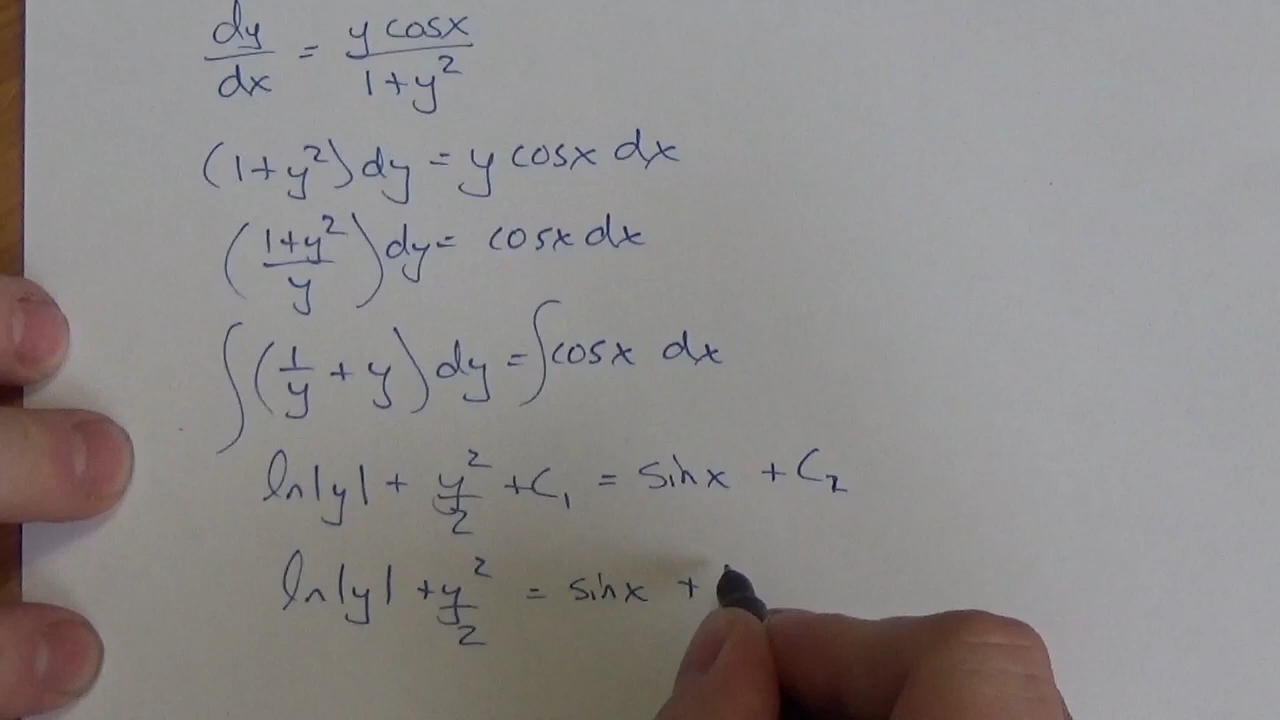 dy/dx = y cosx / 1+y²
(1+y²)dy = y cosx dx
(1+y²/y)dy = cosx dx
∫(1/y + y)dy = ∫cosx dx
ln|y| + y²/2 + C₁ = sinx + C₂
ln|y| + y²/2 = sinx +